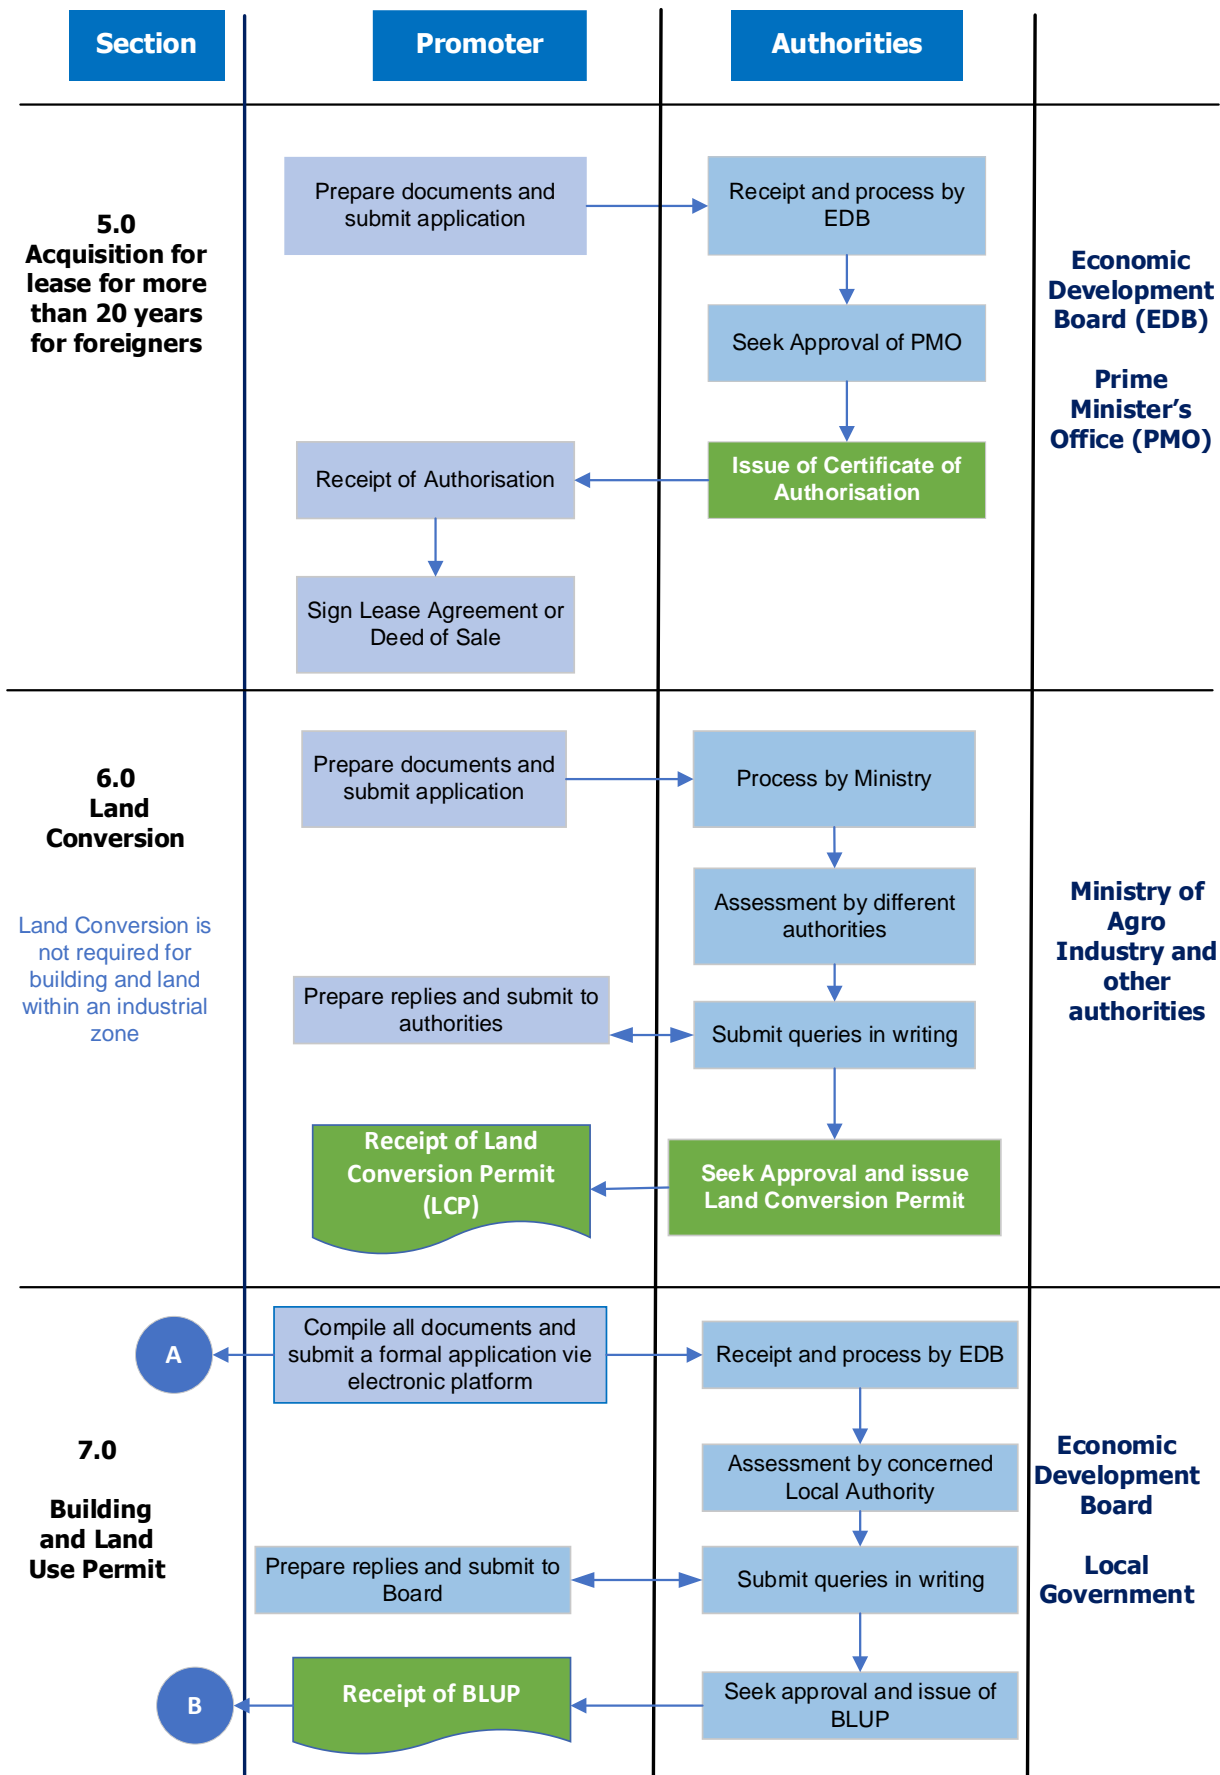 Section
Promoter
Authorities
5.0
Acquisition for
lease for more
than 20 years
for foreigners
Prepare documents and
submit application
Receipt and process by
EDB
Seek Approval of PMO
Issue of Certificate of
Authorisation
Receipt of Authorisation
Sign Lease Agreement or
Deed of Sale
Economic
Development
Board (EDB)
Prime
Minister’s
Office (PMO)
6.0
Land
Conversion
Land Conversion is
not required for
building and land
within an industrial
zone
Prepare documents and
submit application
Process by Ministry
Assessment by different
authorities
Prepare replies and submit to
authorities
Submit queries in writing
Receipt of Land
Conversion Permit
(LCP)
Seek Approval and issue
Land Conversion Permit
Ministry of
Agro
Industry and
other
authorities
A
Compile all documents and
submit a formal application vie
electronic platform
Receipt and process by EDB
7.0
Building
and Land
Use Permit
Assessment by concerned
Local Authority
Prepare replies and submit to
Board
Submit queries in writing
B
Receipt of BLUP
Seek approval and issue of
BLUP
Economic
Development
Board
Local
Government